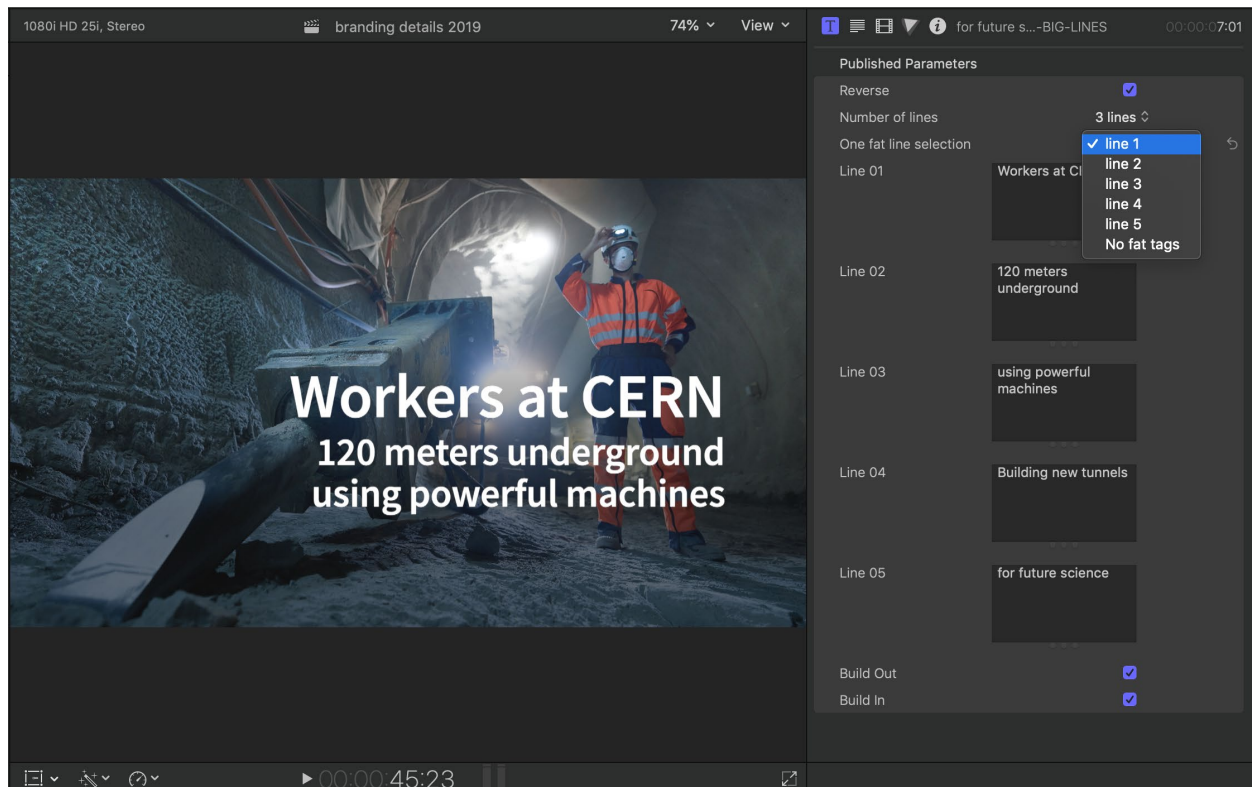 1080i HD 25i, Stereo
branding details 2019
74%
View
Workers at CERN
120 meters underground
using powerful machines
00:00:45:23
T
i
for future s...-BIG-LINES
00:00:07:01
Published Parameters
Reverse
Number of lines
3 lines
One fat line selection
line 1
line 2
line 3
line 4
line 5
No fat tags
Line 01
Workers at
Line 02
120 meters
underground
Line 03
using powerful
machines
Line 04
Building new tunnels
Line 05
for future science
Build Out
Build In